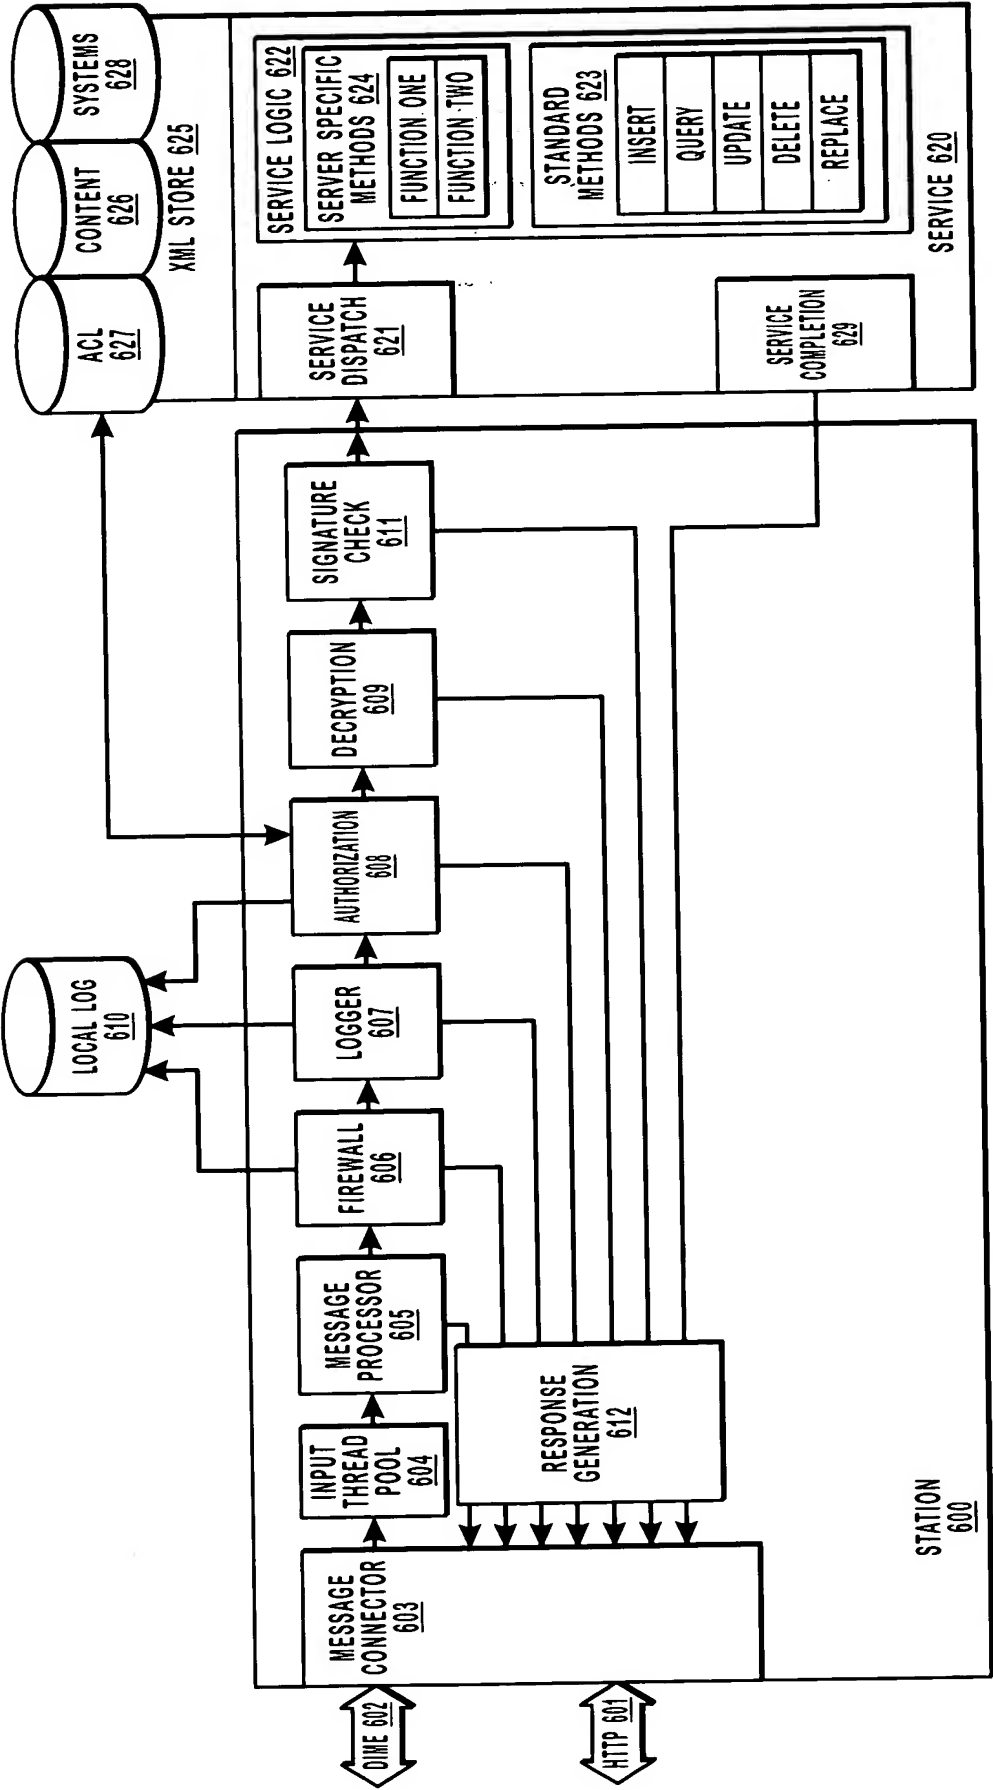 LOCAL LOG
610
ACL
627
CONTENT
626
SYSTEMS
628
XML STORE 625
DIME 602
HTTP 601
MESSAGE
CONNECTOR
603
INPUT
THREAD
POOL
604
MESSAGE
PROCESSOR
605
FIREWALL
606
LOGGER
607
AUTHORIZATION
608
DECRYPTION
609
SIGNATURE
CHECK
611
RESPONSE
GENERATION
612
STATION
600
SERVICE
DISPATCH
621
SERVICE LOGIC 622
SERVER SPECIFIC
METHODS 624
FUNCTION ONE
FUNCTION TWO
STANDARD
METHODS 623
INSERT
QUERY
UPDATE
DELETE
REPLACE
SERVICE
COMPLETION
629
SERVICE 620